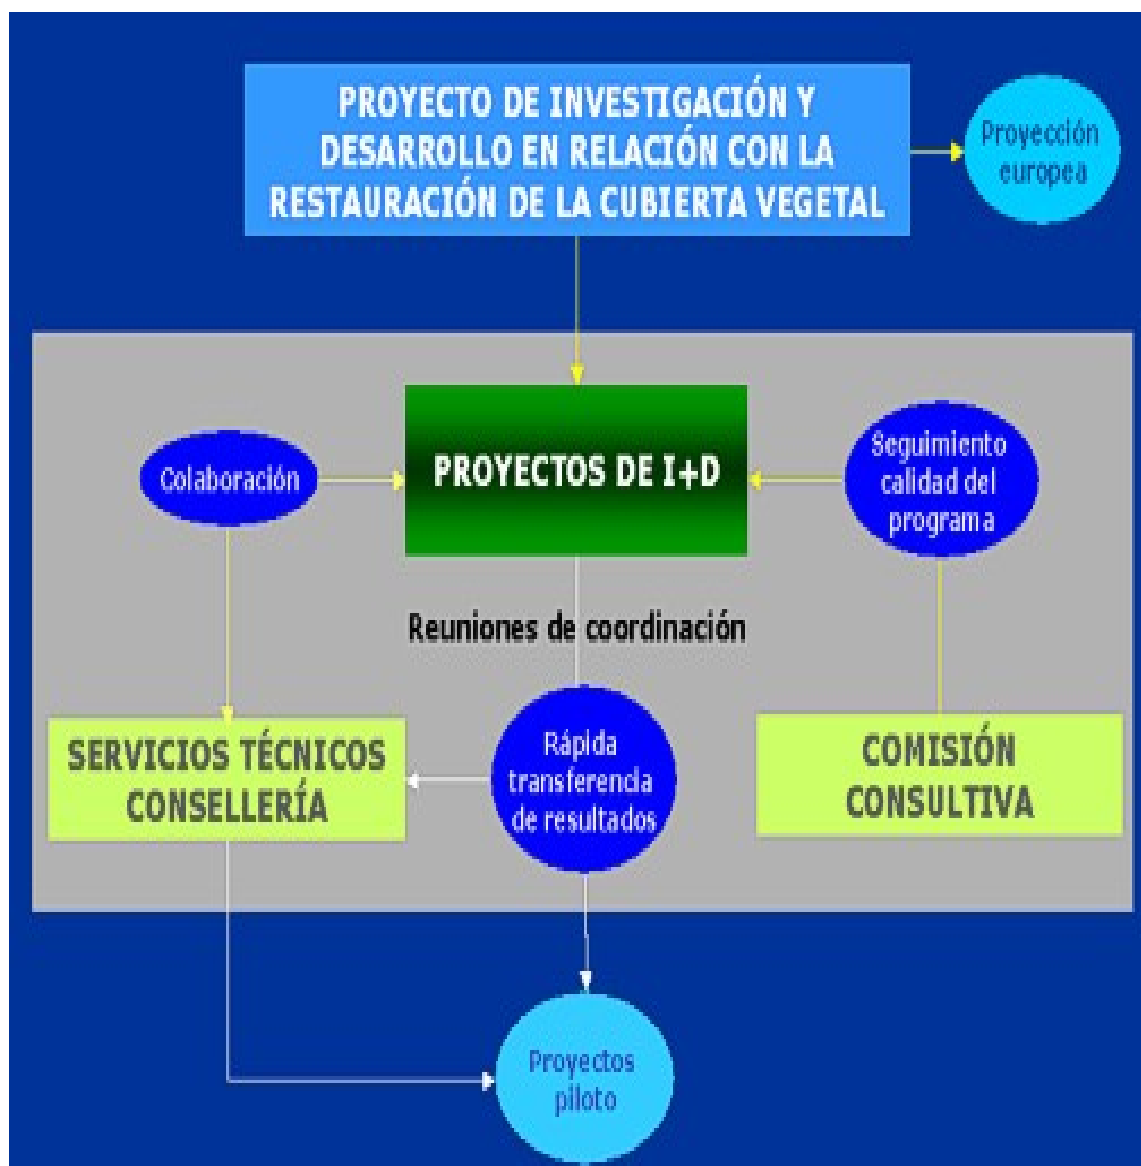 PROYECTO DE INVESTIGACIÓN Y
DESARROLLO EN RELACIÓN CON LA
RESTAURACIÓN DE LA CUBIERTA VEGETAL
Proyección
europea
Colaboración
PROYECTOS DE I+D
Seguimiento
calidad del
programa
Reuniones de coordinación
SERVICIOS TÉCNICOS
CONSELLERÍA
Rápida
transferencia
de resultados
COMISIÓN
CONSULTIVA
Proyectos
piloto